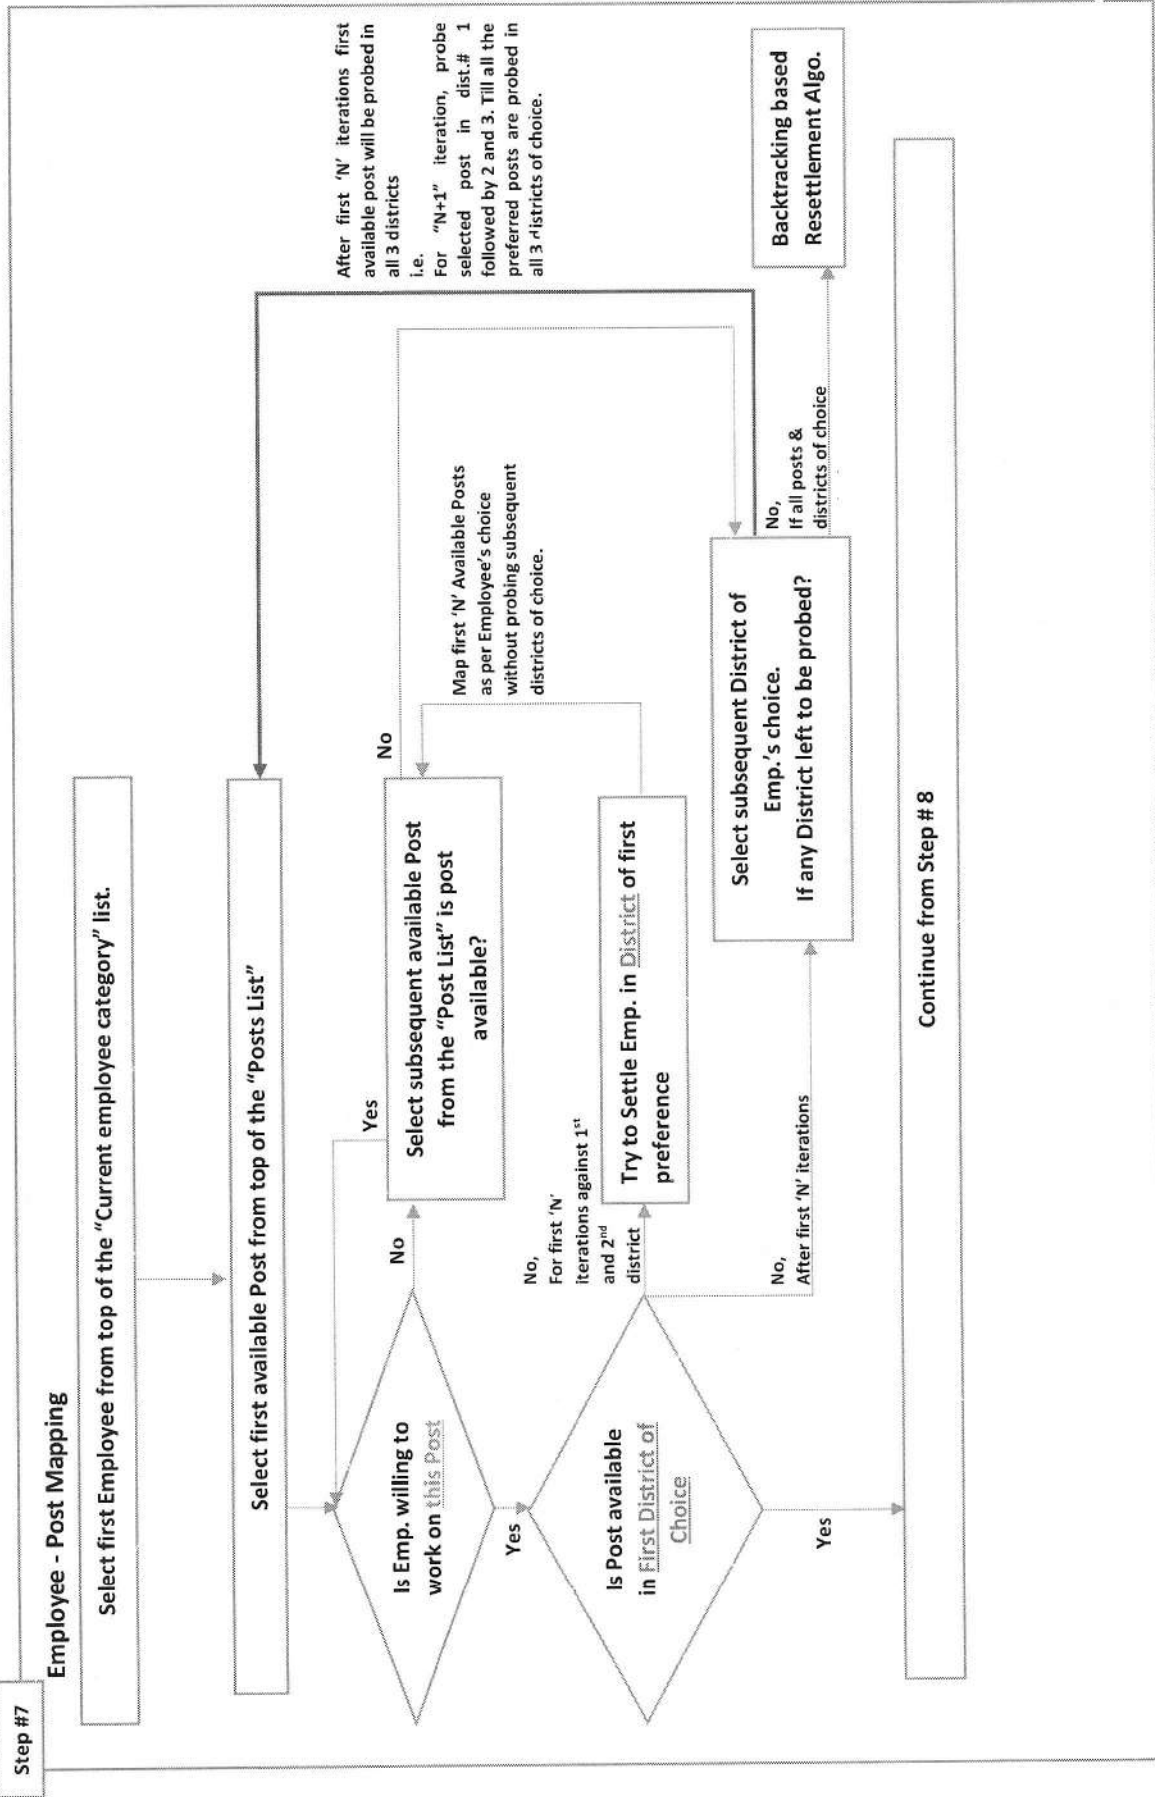 Step #7
Employee - Post Mapping
Select first Employee from top of the “Current employee category” list.
Select first available Post from top of the “Posts List”
After first ‘N’ iterations first
available post will be probed in
all 3 districts
i.e.
For “N+1” iteration, probe
selected post in dist.# 1
followed by 2 and 3. Till all the
preferred posts are probed in
all 3 districts of choice.
Is Emp. willing to
work on this Post
No
Yes
Select subsequent available Post
from the “Post List” is post
available?
No
Yes
Map first ‘N’ Available Posts
as per Employee’s choice
without probing subsequent
districts of choice.
Is Post available
in First District of
Choice
No,
For first ‘N’
iterations against 1st
and 2nd
district
Try to Settle Emp. in District of first
preference
No,
After first ‘N’ iterations
Select subsequent District of
Emp.’s choice.
If any District left to be probed?
No,
If all posts &
districts of choice
Backtracking based
Resettlement Algo.
Yes
Continue from Step # 8